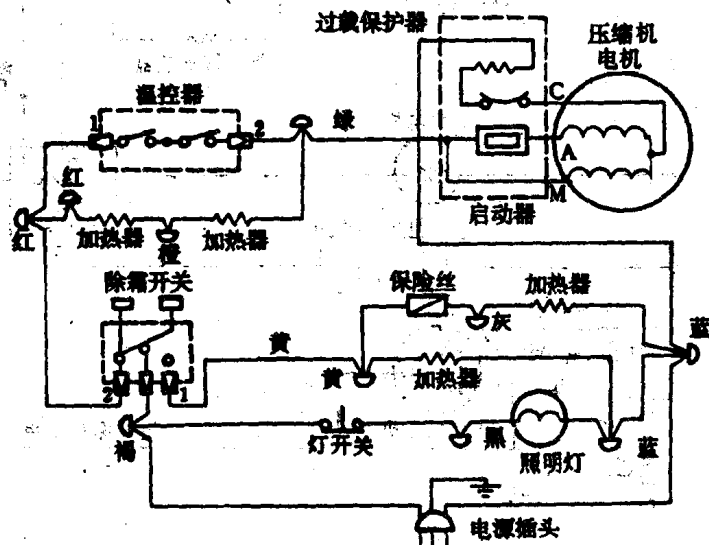 过载保护器
压缩机
电机
温控器
1
2
绿
C
A
M
启动器
红
红
加热器
橙
加热器
除霜开关
保险丝
加热器
灰
蓝
黄
黄
加热器
2
1
褐
灯开关
黑
照明灯
蓝
电源插头